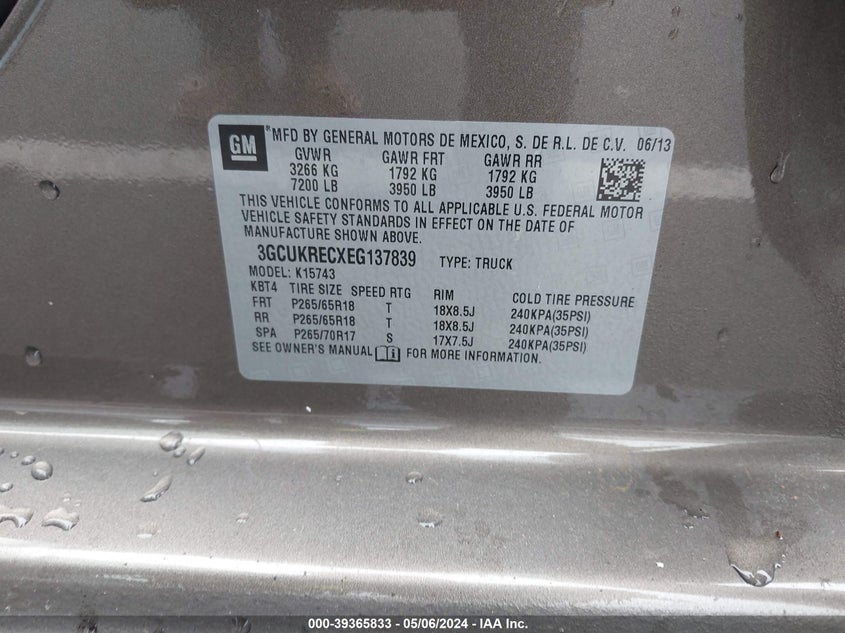 GM ® MFD BY GENERAL MOTORS DE MEXICO, S. DE R.L. DE C.V. 06/13
GVWR GAWR FRT GAWR RR
3266 KG 1792 KG 1792 KG
7200 LB 3950 LB 3950 LB
THIS VEHICLE CONFORMS TO ALL APPLICABLE U.S. FEDERAL MOTOR
VEHICLE SAFETY STANDARDS IN EFFECT ON THE DATE OF
MANUFACTURE SHOWN ABOVE.
3GCUKRECXEG137839 TYPE: TRUCK
MODEL: K15743
KBT4 TIRE SIZE SPEED RTG RIM COLD TIRE PRESSURE
FRT P265/65R18 T 18X8.5J 240KPA(35PSI)
RR P265/65R18 T 18X8.5J 240KPA(35PSI)
SPA P265/70R17 S 17X7.5J 240KPA(35PSI)
SEE OWNER'S MANUAL FOR MORE INFORMATION.
000-39365833 - 05/06/2024 - IAA Inc.